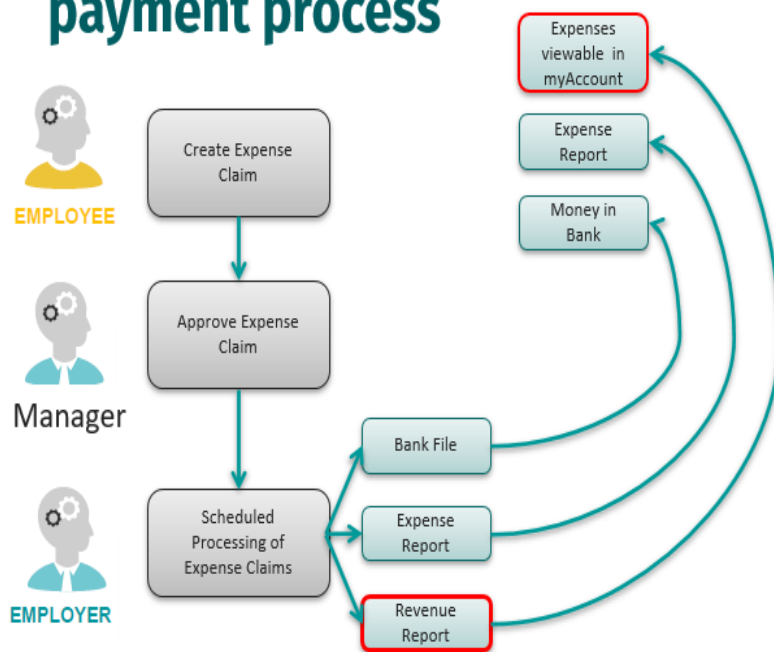 payment process
Expenses
viewable in
myAccount
Create Expense
Claim
Expense
Report
EMPLOYEE
Money in
Bank
Approve Expense
Claim
Manager
Bank File
Scheduled
Processing of
Expense Claims
Expense
Report
EMPLOYER
Revenue
Report